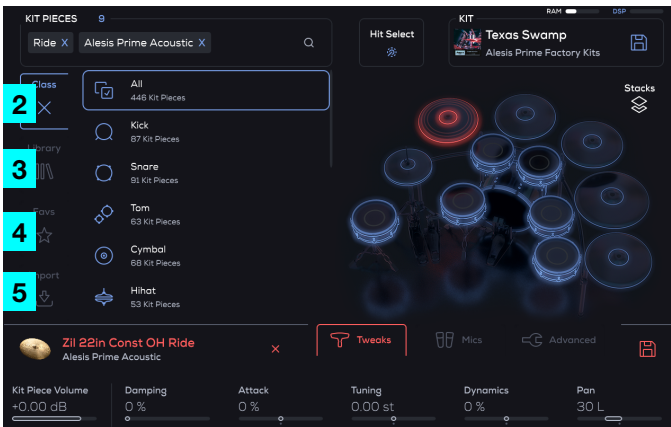 KIT PIECES 9
Ride X Alesis Prime Acoustic X
Hit Select
RAM DSP
KIT
Texas Swamp
Alesis Prime Factory Kits
Stacks
Class
2
All
446 Kit Pieces
Kick
87 Kit Pieces
Library
3
Snare
91 Kit Pieces
Favs
4
Tom
63 Kit Pieces
Cymbal
68 Kit Pieces
Import
5
Hihat
53 Kit Pieces
Zil 22in Const OH Ride
Alesis Prime Acoustic
×
Tweaks
Mics
Advanced
Kit Piece Volume
+0.00 dB
Damping
0 %
Attack
0 %
Tuning
0.00 st
Dynamics
0 %
Pan
30 L